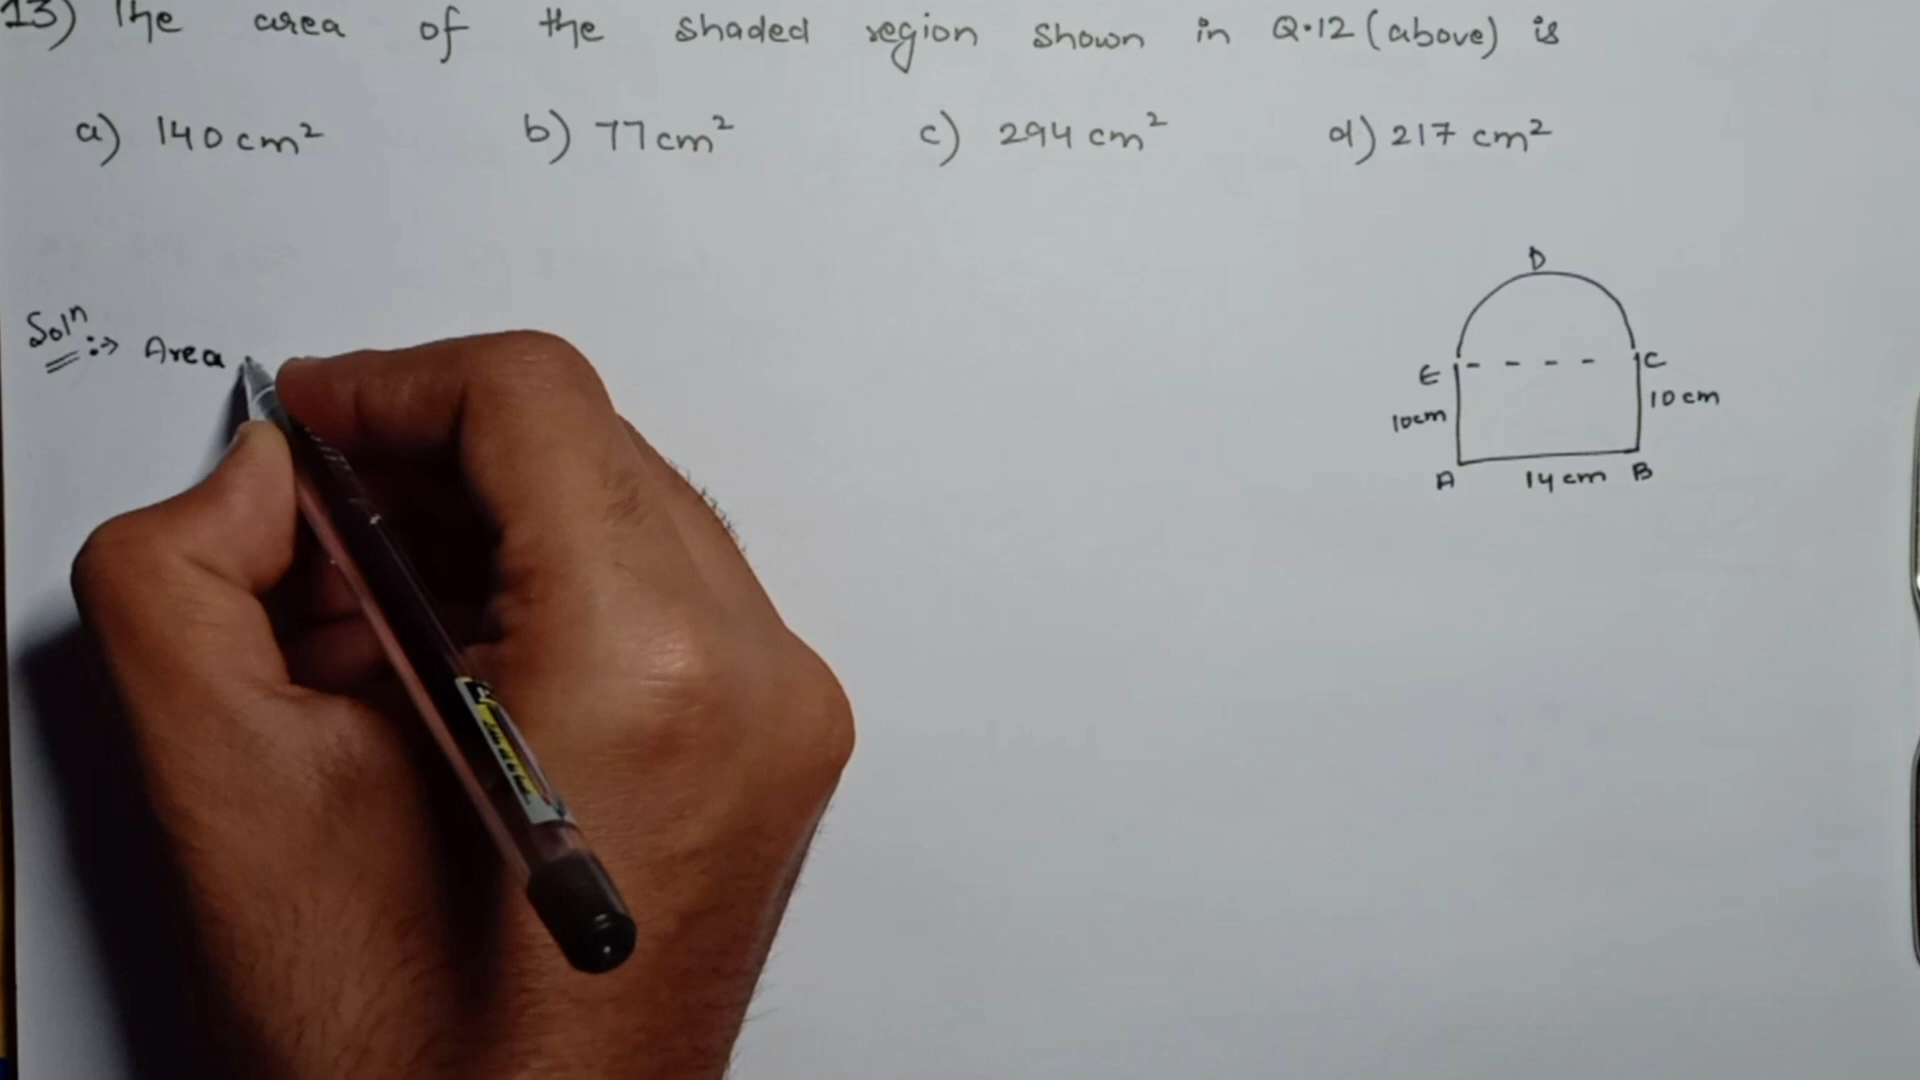 13) The area of the shaded region shown in Q.12 (above) is
a) 140 cm² b) 77 cm² c) 294 cm² d) 217 cm²
Solⁿ :→ Area
D
E C
10cm 10 cm
A 14 cm B